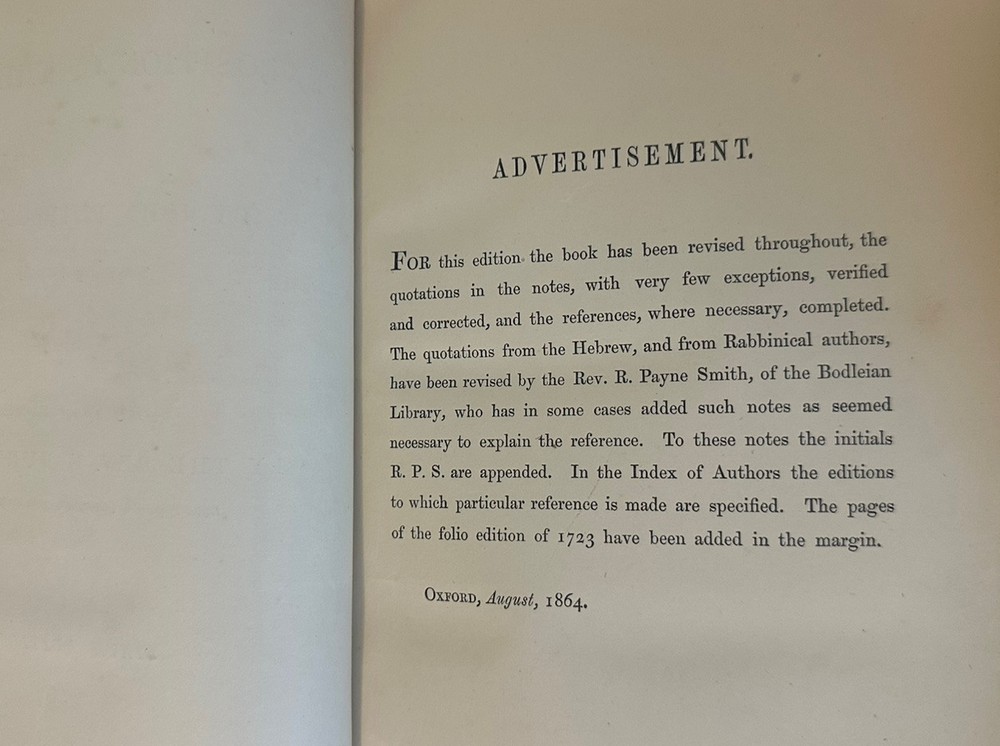 ADVERTISEMENT.
FOR this edition the book has been revised throughout, the
quotations in the notes, with very few exceptions, verified
and corrected, and the references, where necessary, completed.
The quotations from the Hebrew, and from Rabbinical authors,
have been revised by the Rev. R. Payne Smith, of the Bodleian
Library, who has in some cases added such notes as seemed
necessary to explain the reference. To these notes the initials
R. P. S. are appended. In the Index of Authors the editions
to which particular reference is made are specified. The pages
of the folio edition of 1723 have been added in the margin.
OXFORD, August, 1864.